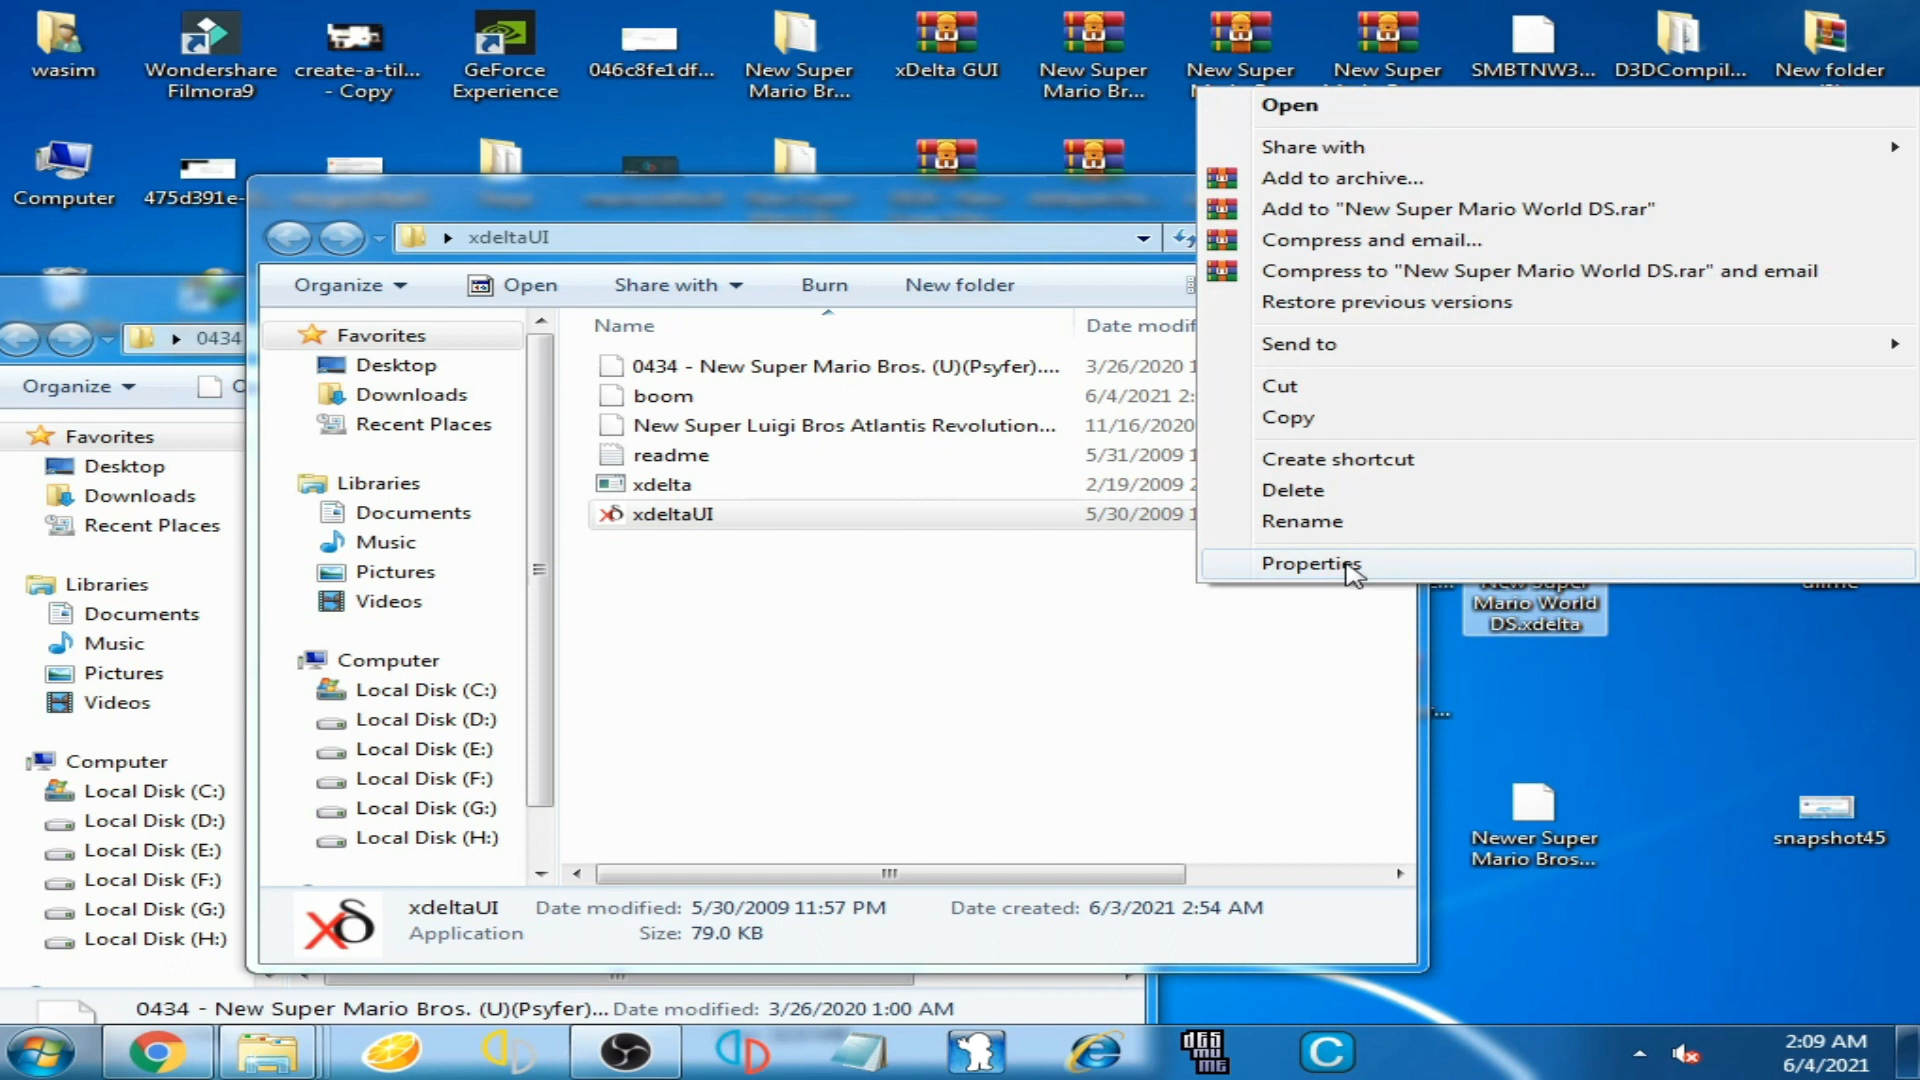 wasim
Wondershare
Filmora9
create-a-til...
- Copy
GeForce
Experience
046c8fe1df...
New Super
Mario Br...
xDelta GUI
New Super
Mario Br...
New Super
New Super
SMBTNW3...
D3DCompil...
New folder
Computer
475d391e-
xdeltaUI
Organize
Open
Share with
Burn
New folder
Favorites
Desktop
Downloads
Recent Places
Libraries
Documents
Music
Pictures
Videos
Computer
Local Disk (C:)
Local Disk (D:)
Local Disk (E:)
Local Disk (F:)
Local Disk (G:)
Local Disk (H:)
Name
Date modif
0434 - New Super Mario Bros. (U)(Psyfer)....
3/26/2020 1
boom
6/4/2021 2:
New Super Luigi Bros Atlantis Revolution...
11/16/2020
readme
5/31/2009 1
xdelta
2/19/2009 2
xdeltaUI
5/30/2009 1
xdeltaUI
Date modified: 5/30/2009 11:57 PM
Date created: 6/3/2021 2:54 AM
Application
Size: 79.0 KB
Open
Share with
Add to archive...
Add to "New Super Mario World DS.rar"
Compress and email...
Compress to "New Super Mario World DS.rar" and email
Restore previous versions
Send to
Cut
Copy
Create shortcut
Delete
Rename
Properties
0434
Organize
Favorites
Desktop
Downloads
Recent Places
Libraries
Documents
Music
Pictures
Videos
Computer
Local Disk (C:)
Local Disk (D:)
Local Disk (E:)
Local Disk (F:)
Local Disk (G:)
Local Disk (H:)
0434 - New Super Mario Bros. (U)(Psyfer)...
Date modified: 3/26/2020 1:00 AM
New Super
Mario World
DS.xdelta
Newer Super
Mario Bros...
snapshot45
2:09 AM
6/4/2021